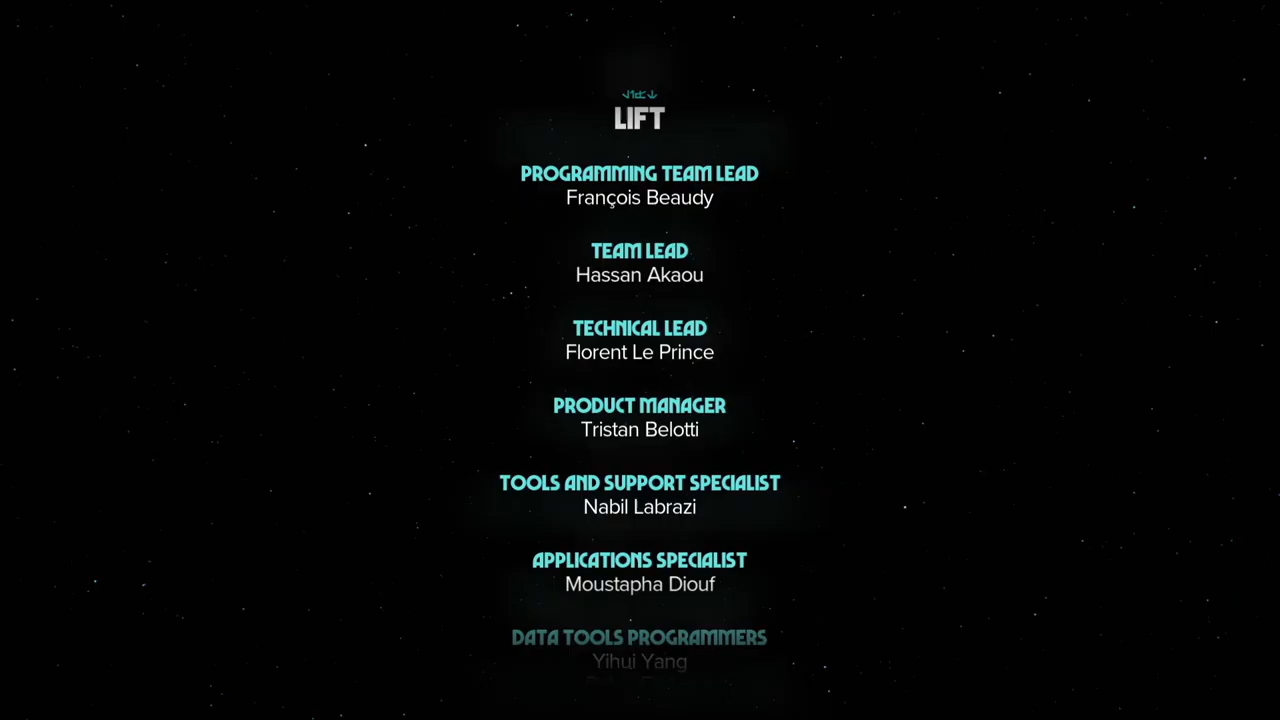 LIFT
PROGRAMMING TEAM LEAD
François Beaudy
TEAM LEAD
Hassan Akaou
TECHNICAL LEAD
Florent Le Prince
PRODUCT MANAGER
Tristan Belotti
TOOLS AND SUPPORT SPECIALIST
Nabil Labrazi
APPLICATIONS SPECIALIST
Moustapha Diouf
DATA TOOLS PROGRAMMERS
Yihui Yang